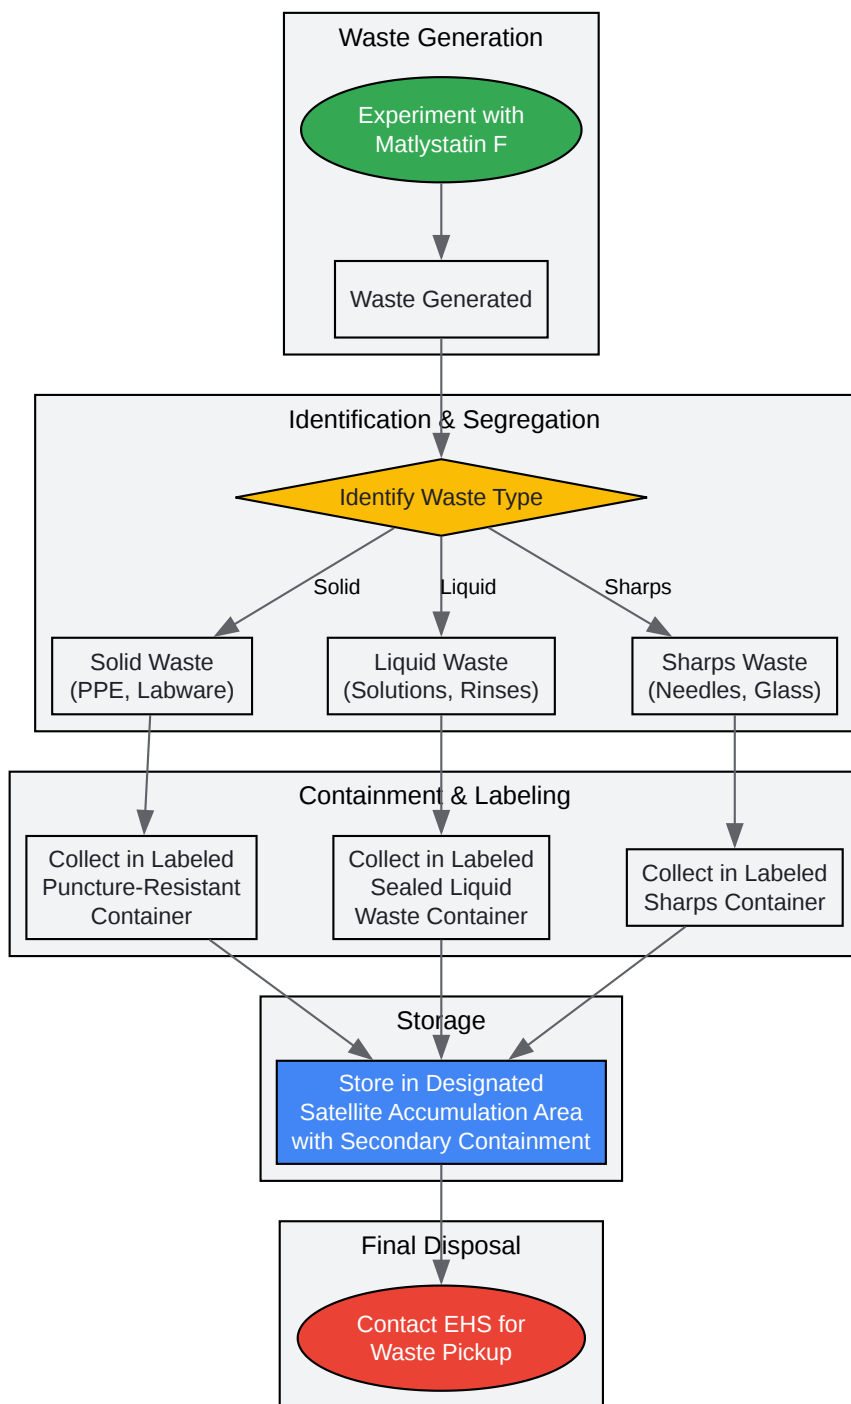 Waste Generation
Experiment with
Matlystatin F
Waste Generated
Identification & Segregation
Identify Waste Type
Solid
Liquid
Sharps
Solid Waste
(PPE, Labware)
Liquid Waste
(Solutions, Rinses)
Sharps Waste
(Needles, Glass)
Containment & Labeling
Collect in Labeled
Puncture-Resistant
Container
Collect in Labeled
Sealed Liquid
Waste Container
Collect in Labeled
Sharps Container
Storage
Store in Designated
Satellite Accumulation Area
with Secondary Containment
Final Disposal
Contact EHS for
Waste Pickup